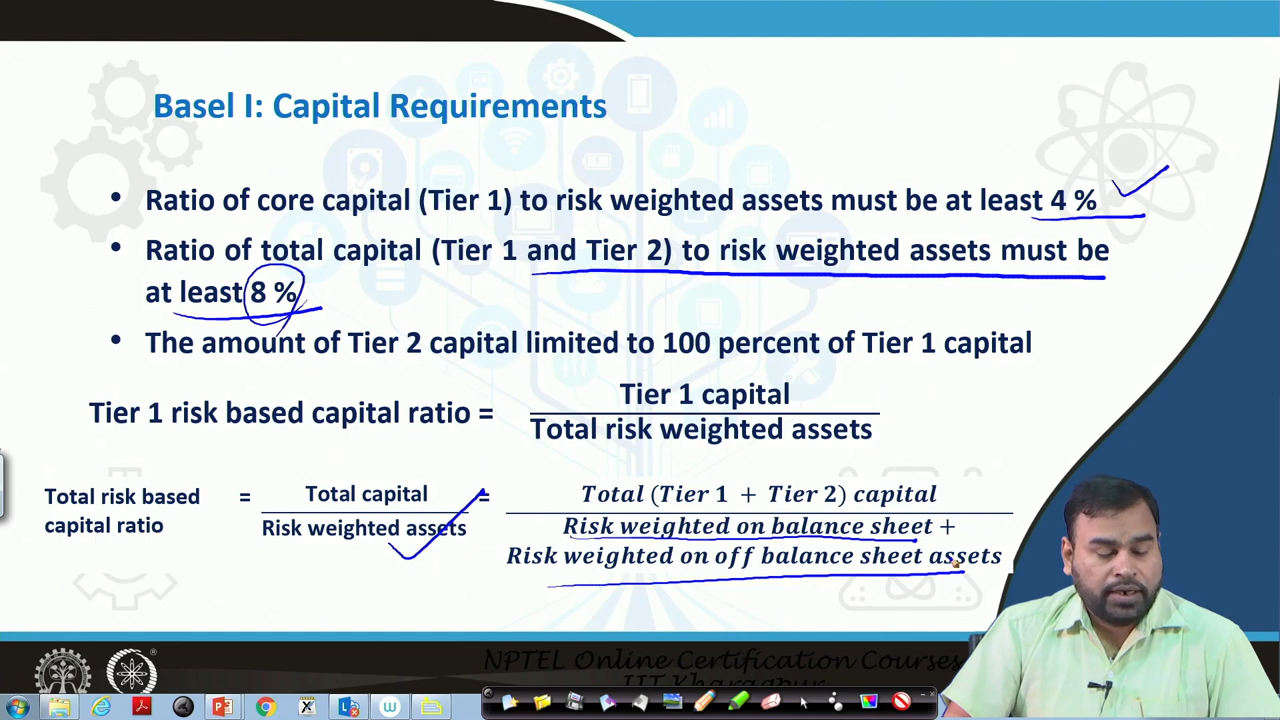 Basel I: Capital Requirements
• Ratio of core capital (Tier 1) to risk weighted assets must be at least 4 %
• Ratio of total capital (Tier 1 and Tier 2) to risk weighted assets must be
at least 8 %
• The amount of Tier 2 capital limited to 100 percent of Tier 1 capital
Tier 1 risk based capital ratio =
Tier 1 capital
Total risk weighted assets
Total risk based
capital ratio
=
Total capital
Risk weighted assets
=
Total (Tier 1 + Tier 2) capital
Risk weighted on balance sheet +
Risk weighted on off balance sheet assets
NPTEL Online Certification Courses
IIT Kharagpur